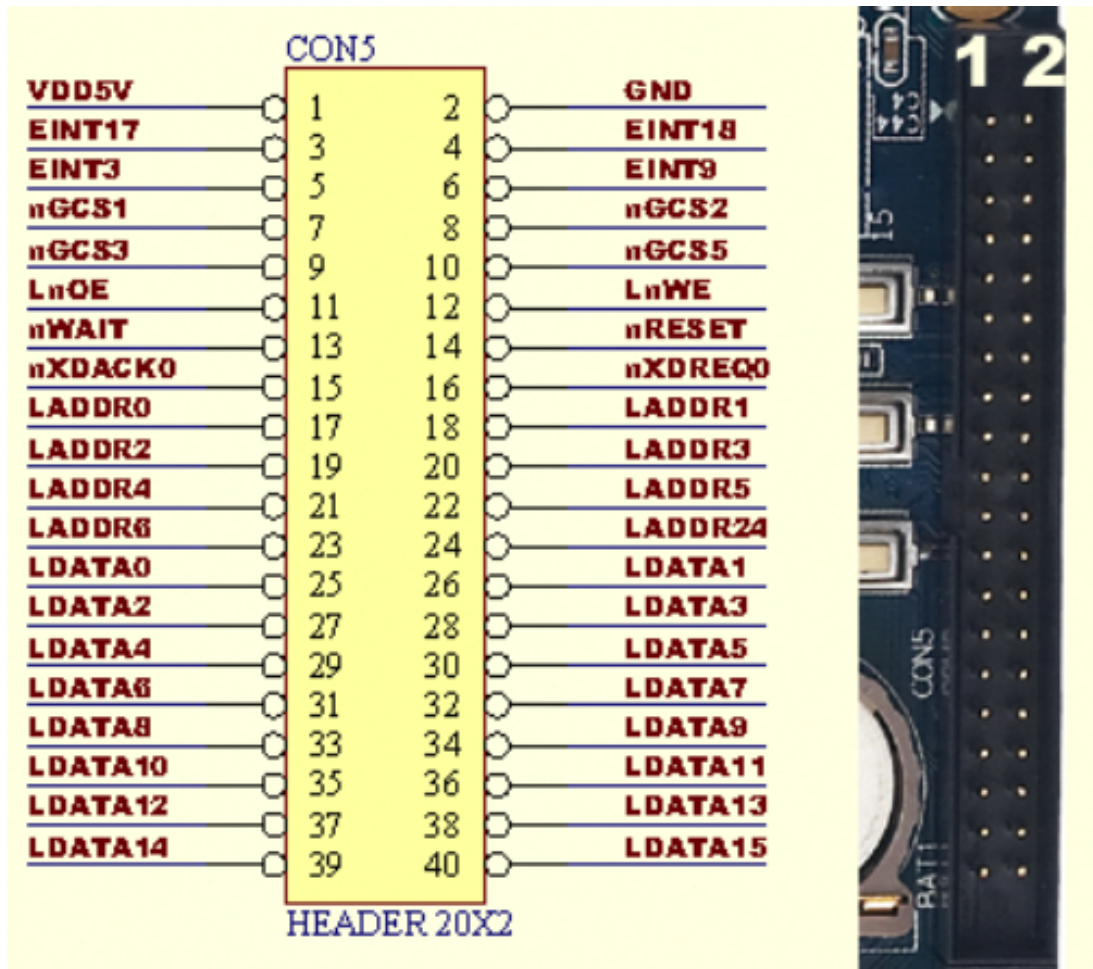 CON5
1 2
VDD5V 1 2 GND
EINT17 3 4 EINT18
EINT3 5 6 EINT9
nGCS1 7 8 nGCS2
nGCS3 9 10 nGCS5
LnOE 11 12 LnWE
nWAIT 13 14 nRESET
nXDACK0 15 16 nXDREQ0
LADDR0 17 18 LADDR1
LADDR2 19 20 LADDR3
LADDR4 21 22 LADDR5
LADDR6 23 24 LADDR24
LDATA0 25 26 LDATA1
LDATA2 27 28 LDATA3
LDATA4 29 30 LDATA5
LDATA6 31 32 LDATA7
LDATA8 33 34 LDATA9
LDATA10 35 36 LDATA11
LDATA12 37 38 LDATA13
LDATA14 39 40 LDATA15
HEADER 20X2
CON5
BAT1